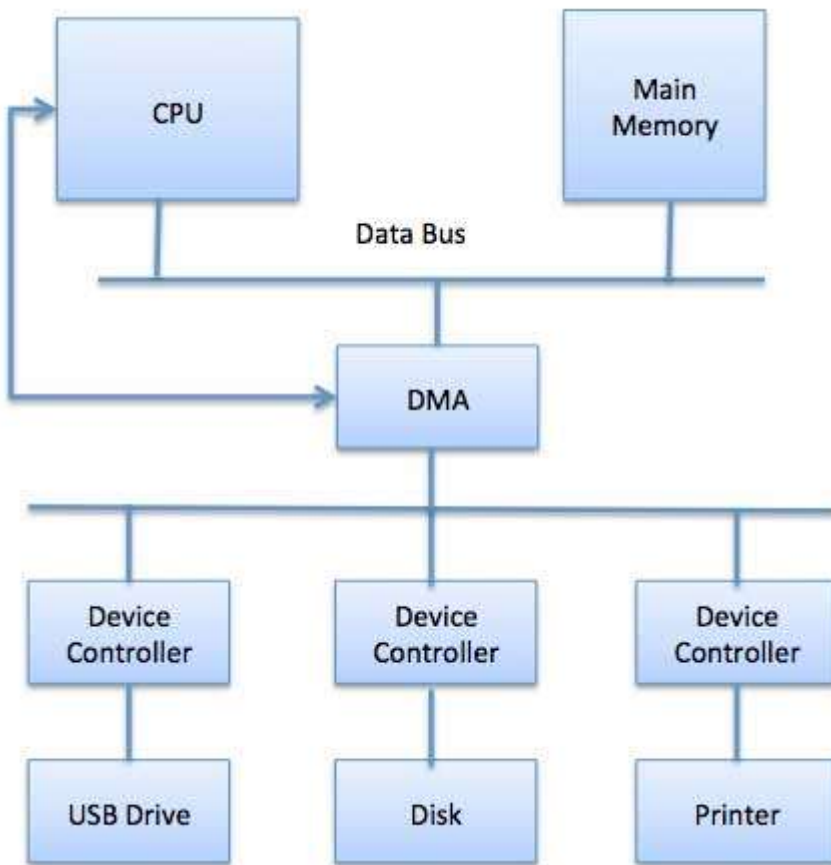 CPU
Main
Memory
Data Bus
DMA
Device
Controller
Device
Controller
Device
Controller
USB Drive
Disk
Printer